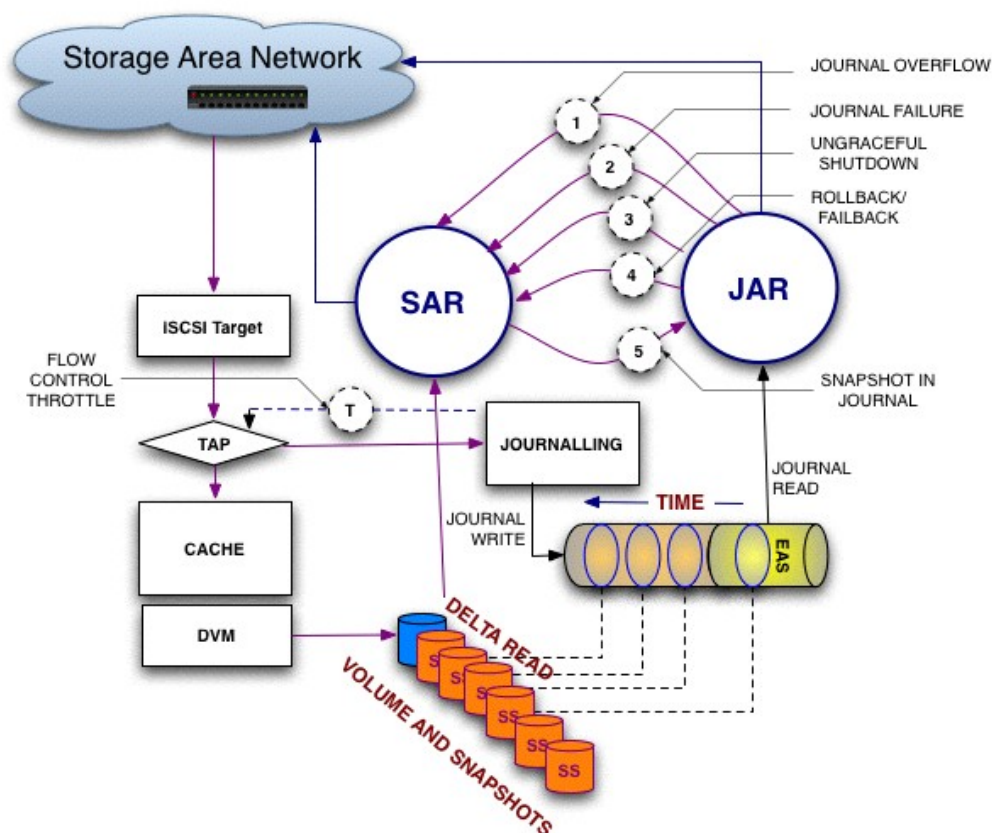 Storage Area Network
JOURNAL OVERFLOW
JOURNAL FAILURE
UNGRACEFUL
SHUTDOWN
ROLLBACK/
FAILBACK
1
2
3
4
5
SAR
JAR
iSCSI Target
FLOW
CONTROL
THROTTLE
T
SNAPSHOT IN
JOURNAL
TAP
JOURNALLING
JOURNAL
READ
TIME
JOURNAL
WRITE
EAS
CACHE
DVM
DELTA READ
SS
SS
SS
SS
SS
SS
VOLUME AND SNAPSHOTS